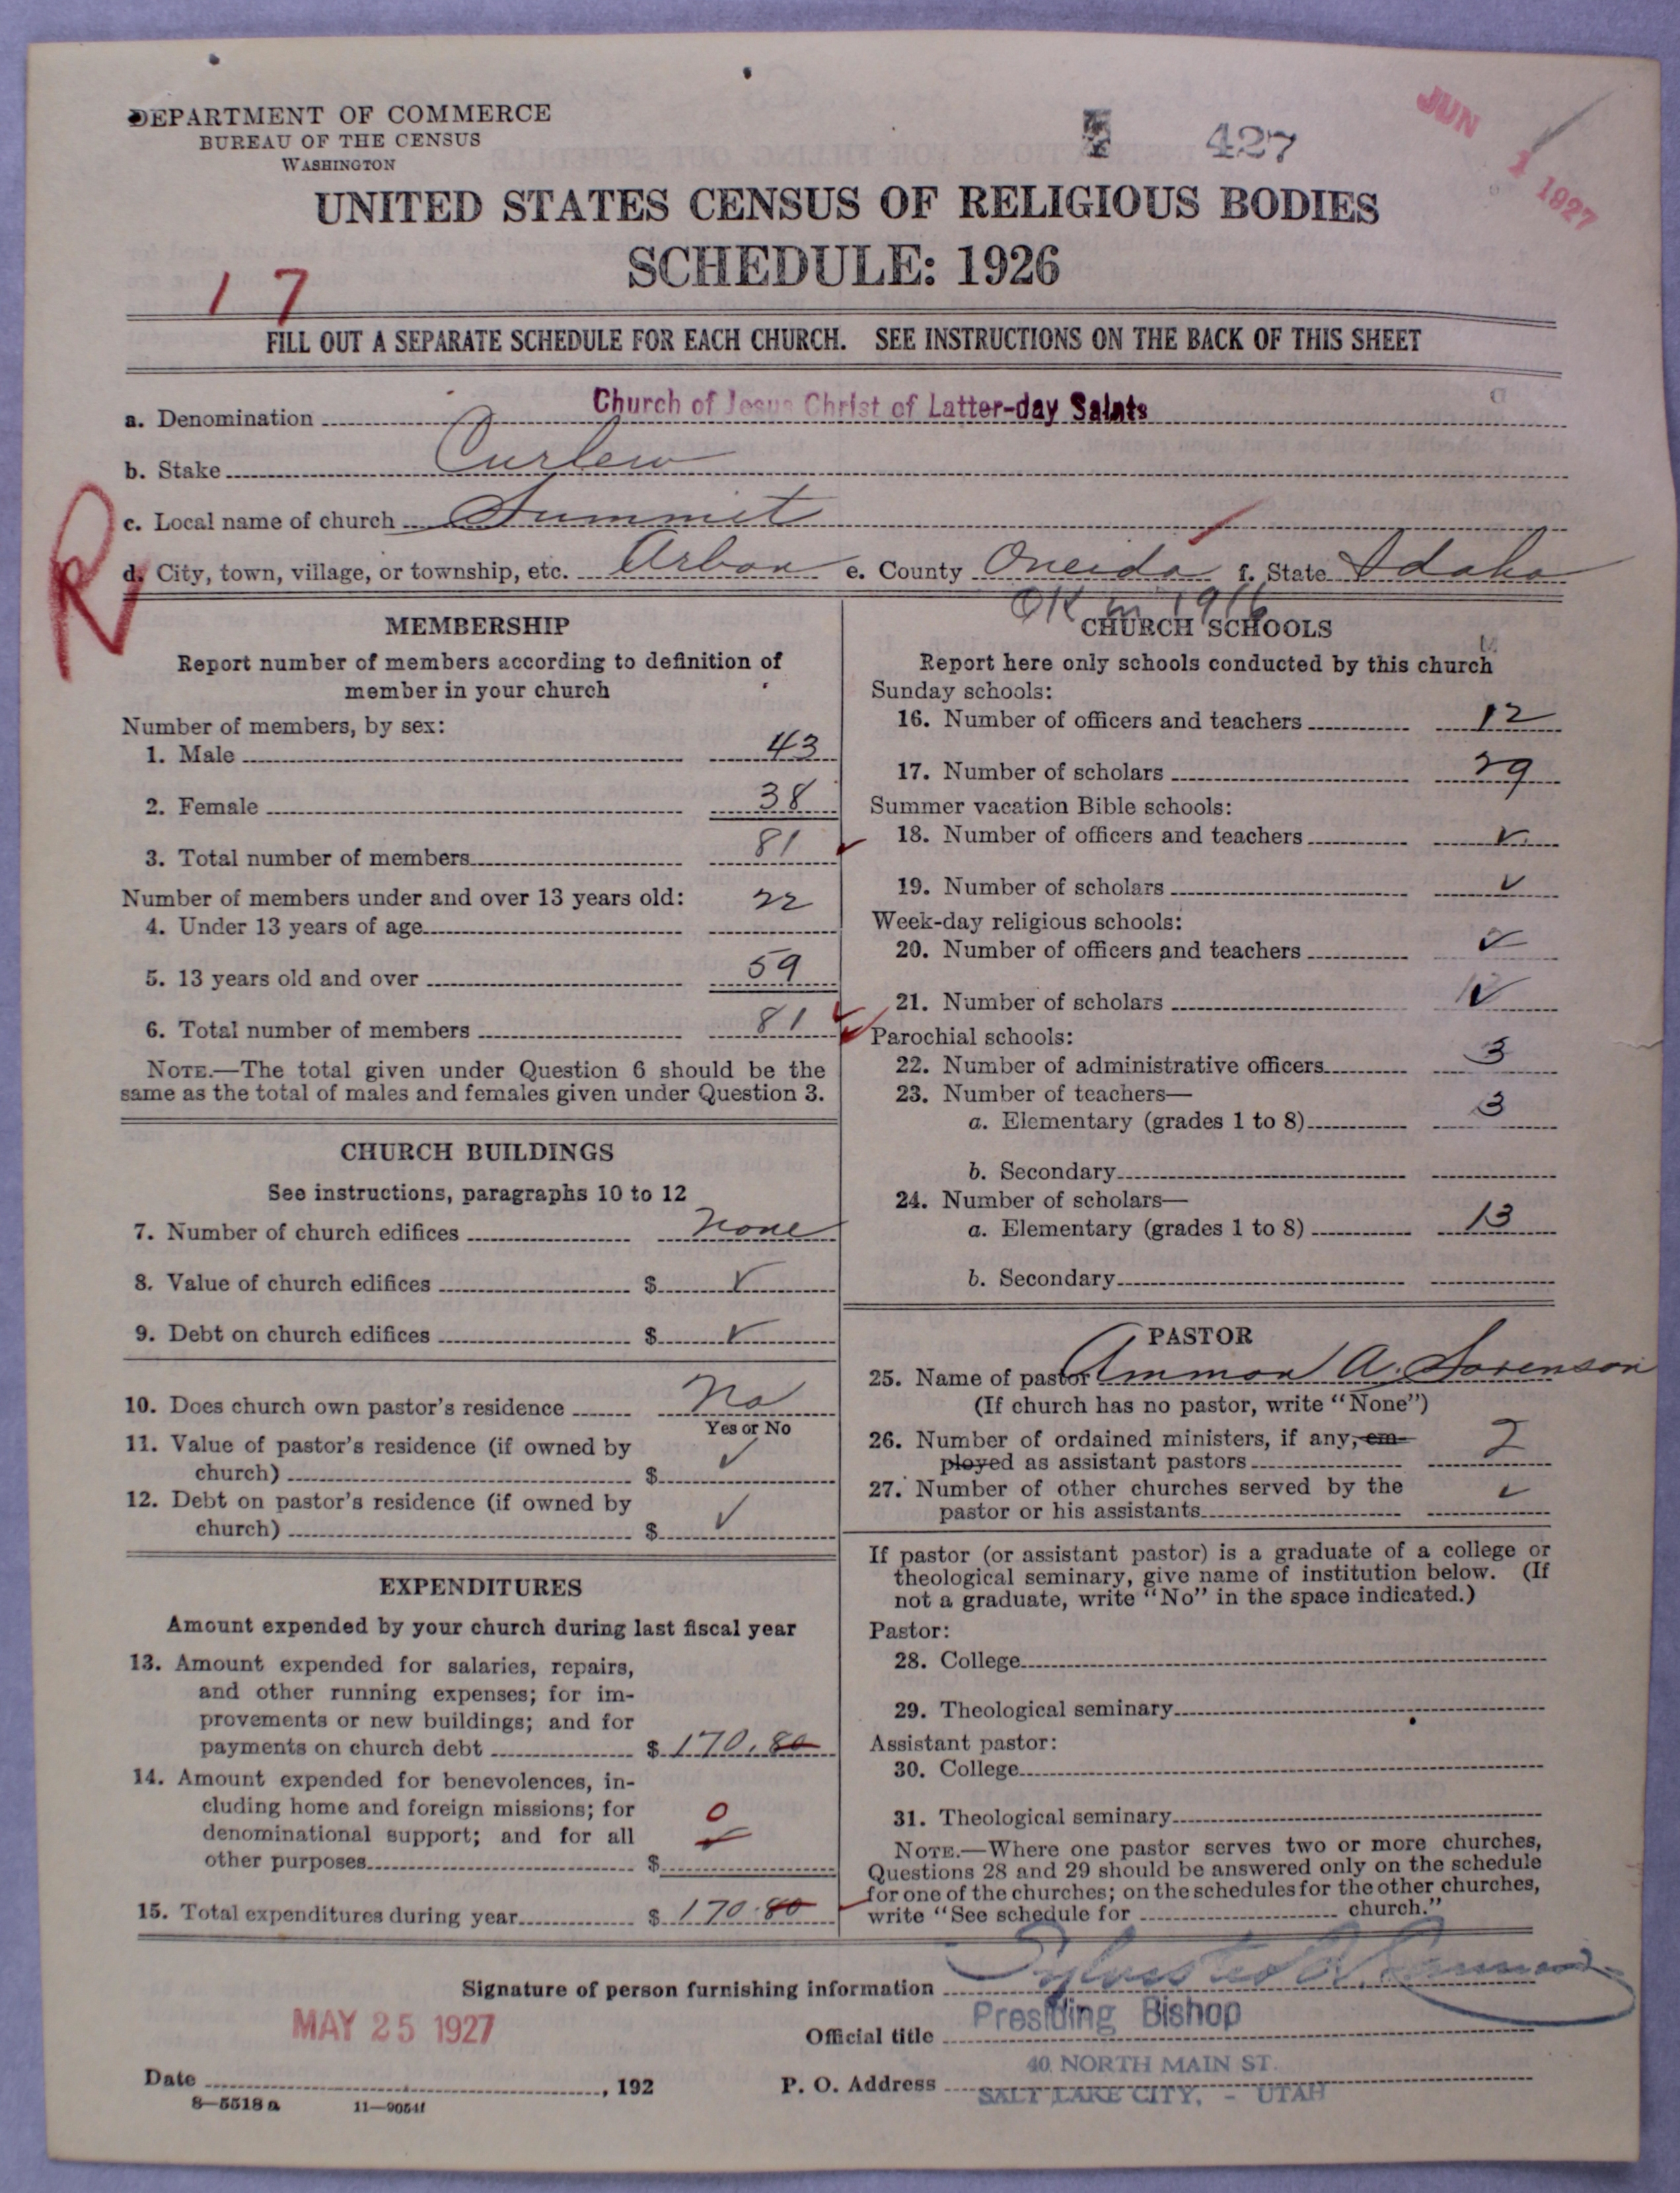 DEPARTMENT OF COMMERCE
BUREAU OF THE CENSUS
WASHINGTON
427
JUN 1 1927
UNITED STATES CENSUS OF RELIGIOUS BODIES
SCHEDULE: 1926
17
FILL OUT A SEPARATE SCHEDULE FOR EACH CHURCH. SEE INSTRUCTIONS ON THE BACK OF THIS SHEET
a. Denomination Church of Jesus Christ of Latter-day Saints
b. Stake Curlew
c. Local name of church Summit
R
d. City, town, village, or township, etc. Arbon e. County Oneida f. State Idaho
OK in 1916
MEMBERSHIP
Report number of members according to definition of
member in your church
Number of members, by sex:
1. Male 43
2. Female 38
3. Total number of members 81
Number of members under and over 13 years old:
4. Under 13 years of age 22
5. 13 years old and over 59
6. Total number of members 81
NOTE.—The total given under Question 6 should be the
same as the total of males and females given under Question 3.
CHURCH BUILDINGS
See instructions, paragraphs 10 to 12
7. Number of church edifices none
8. Value of church edifices $ ✓
9. Debt on church edifices $ ✓
10. Does church own pastor's residence No
Yes or No
11. Value of pastor's residence (if owned by
church) $ ✓
12. Debt on pastor's residence (if owned by
church) $ ✓
EXPENDITURES
Amount expended by your church during last fiscal year
13. Amount expended for salaries, repairs,
and other running expenses; for im-
provements or new buildings; and for
payments on church debt $ 170.80
14. Amount expended for benevolences, in-
cluding home and foreign missions; for 0
denominational support; and for all ✓
other purposes $
15. Total expenditures during year $ 170.80
CHURCH SCHOOLS
Report here only schools conducted by this church
Sunday schools:
16. Number of officers and teachers 12
17. Number of scholars 29
Summer vacation Bible schools:
18. Number of officers and teachers ✓
19. Number of scholars ✓
Week-day religious schools:
20. Number of officers and teachers ✓
21. Number of scholars ✓
Parochial schools:
22. Number of administrative officers 3
23. Number of teachers—
a. Elementary (grades 1 to 8) 3
b. Secondary
24. Number of scholars—
a. Elementary (grades 1 to 8) 13
b. Secondary
PASTOR
25. Name of pastor Ammon A. Sorenson
(If church has no pastor, write "None")
26. Number of ordained ministers, if any, em-
ployed as assistant pastors 2
27. Number of other churches served by the
pastor or his assistants ✓
If pastor (or assistant pastor) is a graduate of a college or
theological seminary, give name of institution below. (If
not a graduate, write "No" in the space indicated.)
Pastor:
28. College
29. Theological seminary
Assistant pastor:
30. College
31. Theological seminary
NOTE.—Where one pastor serves two or more churches,
Questions 28 and 29 should be answered only on the schedule
for one of the churches; on the schedules for the other churches,
write "See schedule for church."
Signature of person furnishing information Sylvester Q. Cannon
MAY 25 1927
Official title Presiding Bishop
Date , 192
P. O. Address 40 NORTH MAIN ST.
SALT LAKE CITY, - UTAH
8—5518 a 11—9054f